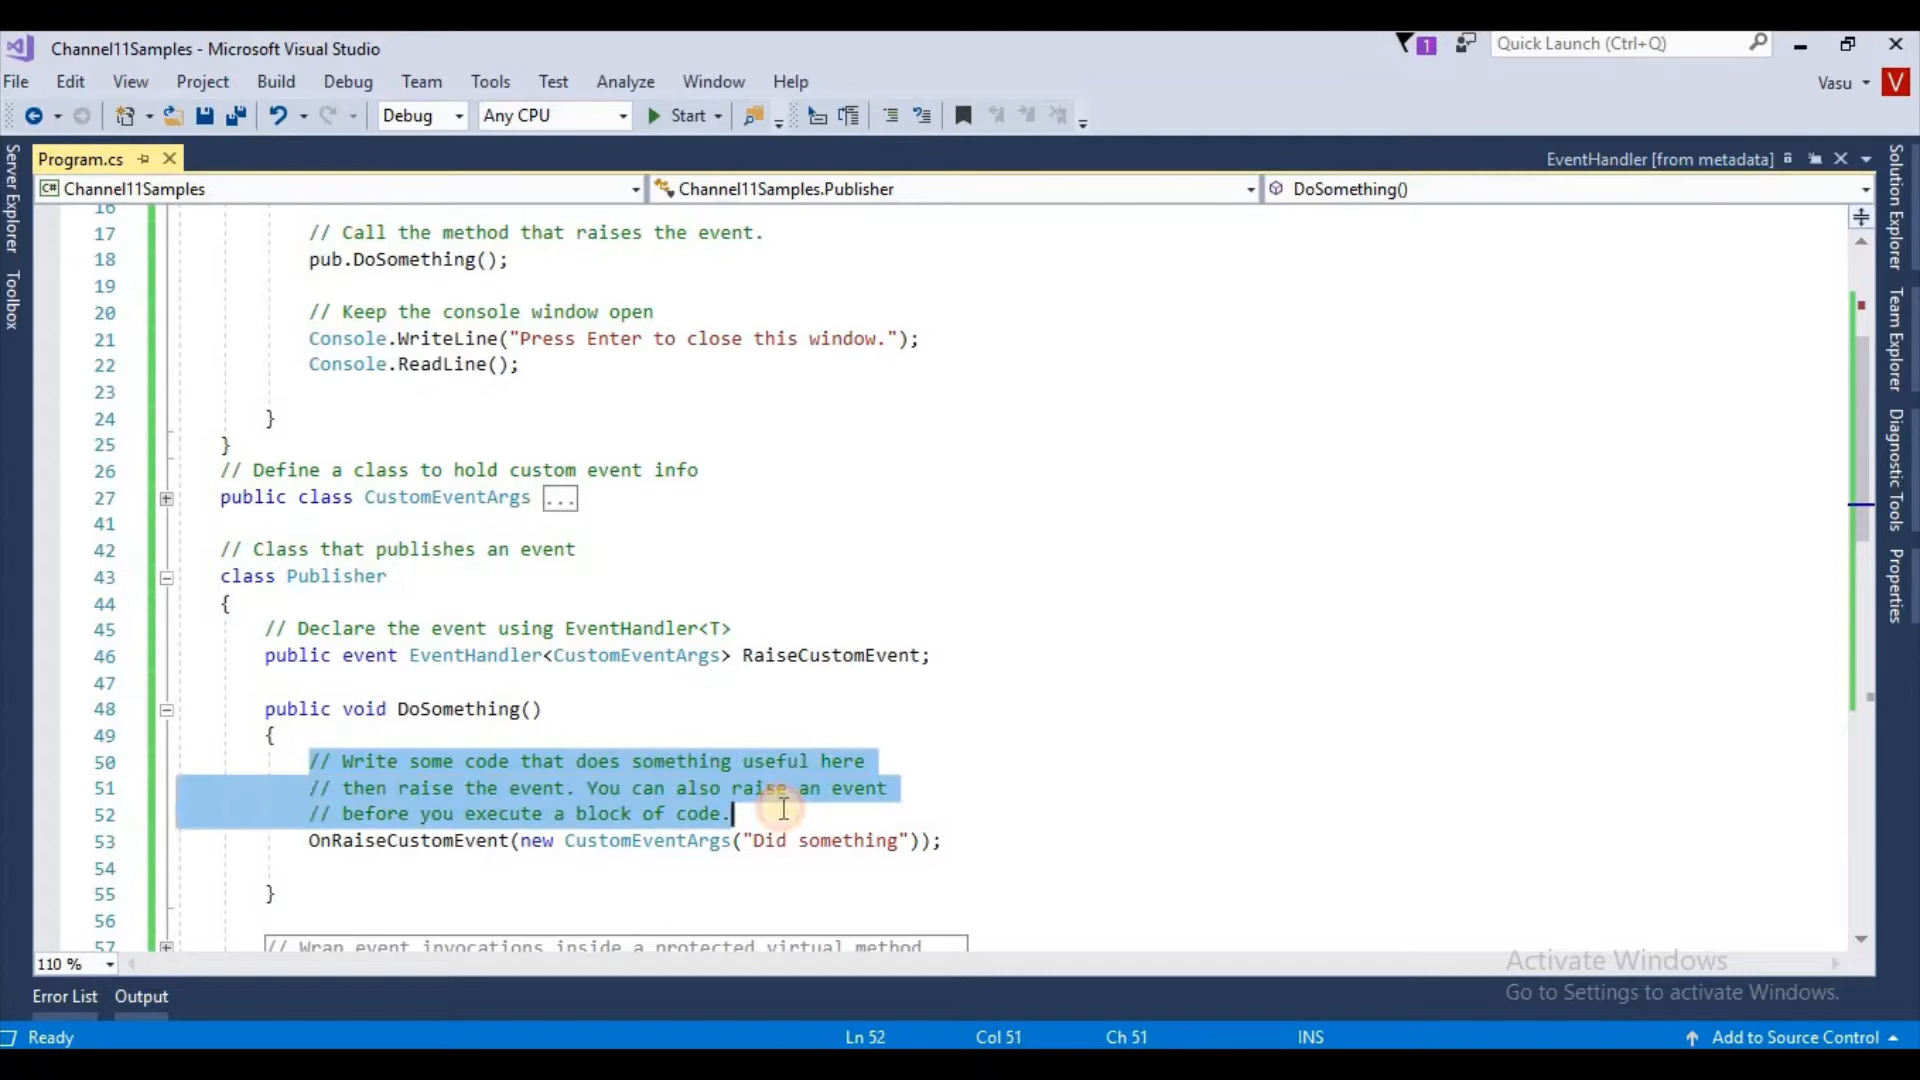 Channel11Samples - Microsoft Visual Studio
1
Quick Launch (Ctrl+Q)
File Edit View Project Build Debug Team Tools Test Analyze Window Help
Vasu V
Debug Any CPU Start
Server Explorer
Toolbox
Program.cs
EventHandler [from metadata]
C# Channel11Samples
Channel11Samples.Publisher
DoSomething()
16
17 // Call the method that raises the event.
18 pub.DoSomething();
19
20 // Keep the console window open
21 Console.WriteLine("Press Enter to close this window.");
22 Console.ReadLine();
23
24 }
25 }
26 // Define a class to hold custom event info
27 public class CustomEventArgs ...
41
42 // Class that publishes an event
43 class Publisher
44 {
45 // Declare the event using EventHandler<T>
46 public event EventHandler<CustomEventArgs> RaiseCustomEvent;
47
48 public void DoSomething()
49 {
50 // Write some code that does something useful here
51 // then raise the event. You can also raise an event
52 // before you execute a block of code.
53 OnRaiseCustomEvent(new CustomEventArgs("Did something"));
54
55 }
56
57 // Wrap event invocations inside a protected virtual method
Solution Explorer
Team Explorer
Diagnostic Tools
Properties
110 %
Activate Windows
Go to Settings to activate Windows.
Error List Output
Ready
Ln 52
Col 51
Ch 51
INS
Add to Source Control